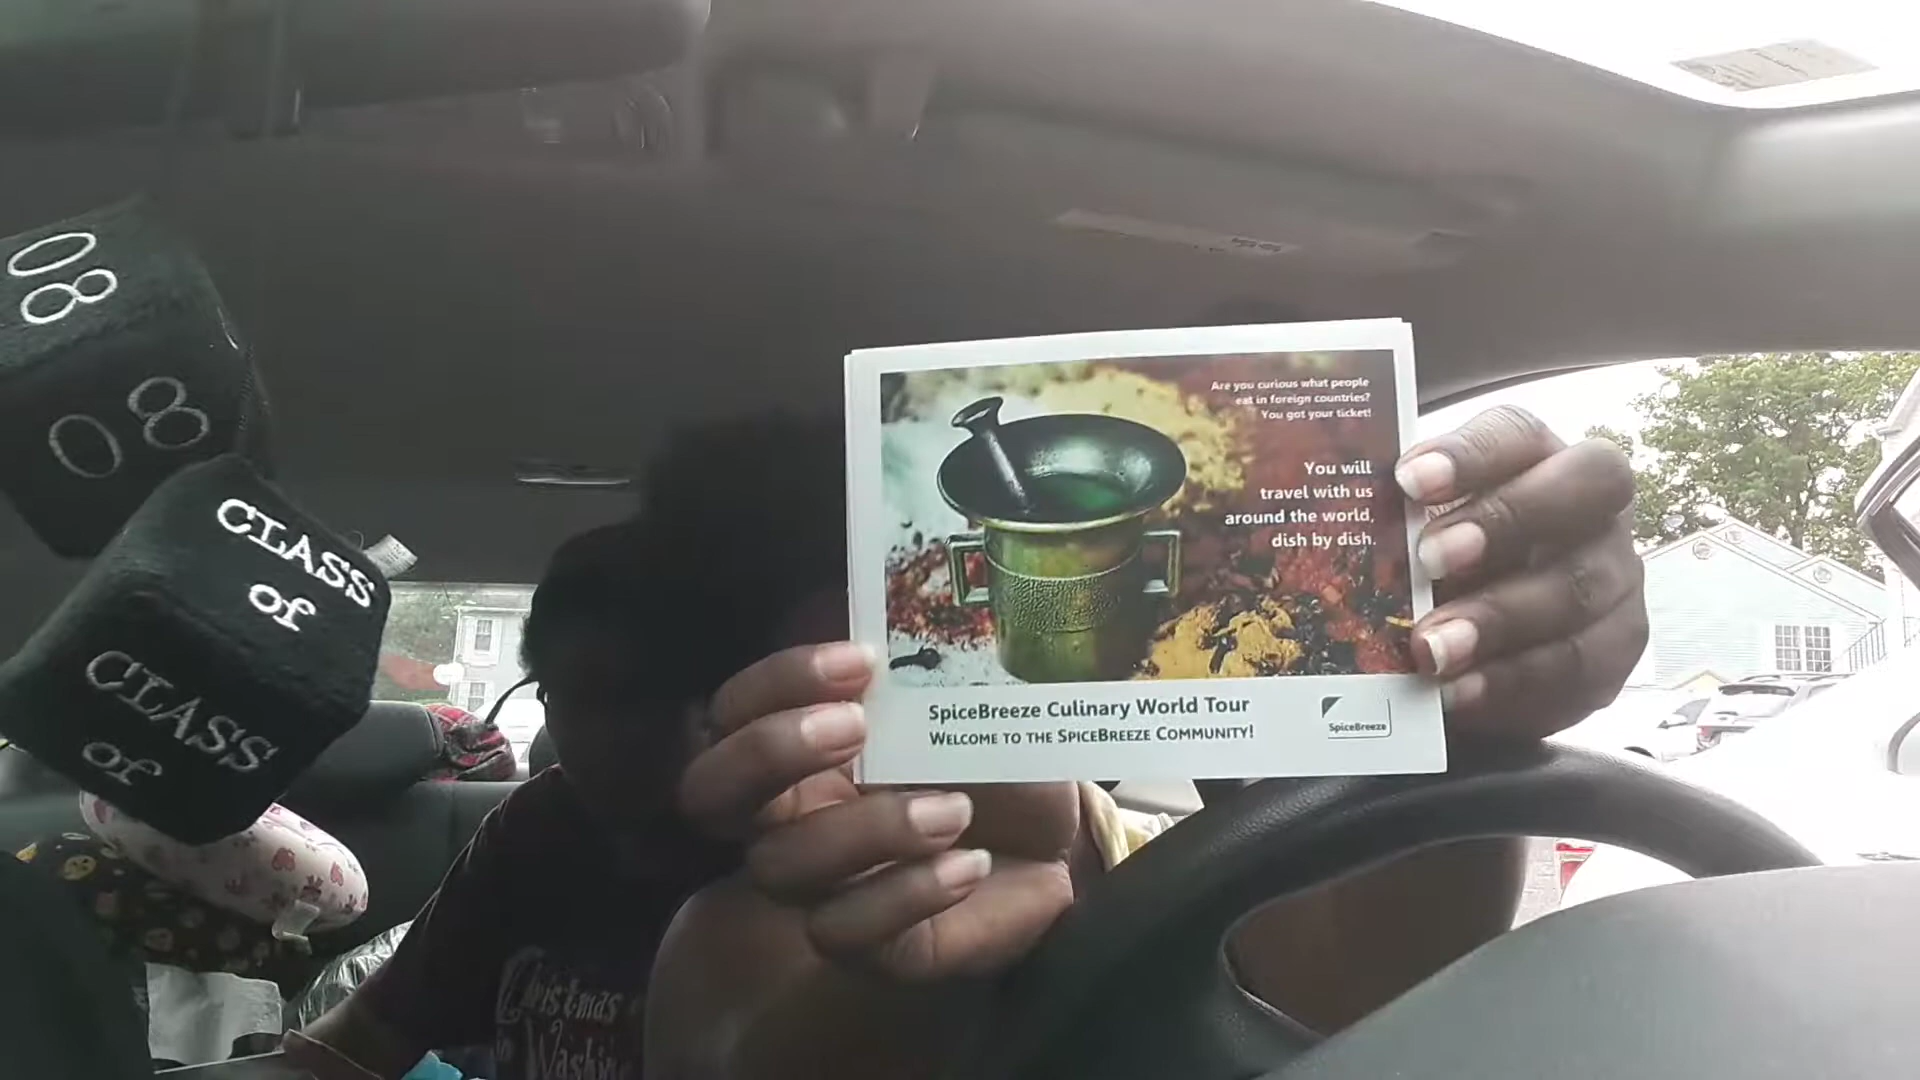 08
08
CLASS
of
CLASS
of
Are you curious what people
eat in foreign countries?
You got your ticket!
You will
travel with us
around the world,
dish by dish.
SpiceBreeze Culinary World Tour
WELCOME TO THE SPICEBREEZE COMMUNITY!
SpiceBreeze
Christmas
in Washin